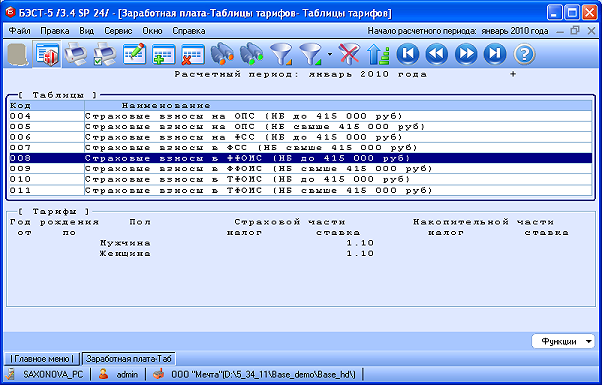 БЭСТ-5 /3.4 SP 24/ - [Заработная плата-Таблицы тарифов- Таблицы тарифов]
Файл Правка Вид Сервис Окно Справка Начало расчетного периода: январь 2010 года
Расчетный период: январь 2010 года +
[ Таблицы ]
Код Наименование
004 Страховые взносы на ОПС (НБ до 415 000 руб)
005 Страховые взносы на ОПС (НБ свыше 415 000 руб)
006 Страховые взносы на ФСС (НБ до 415 000 руб)
007 Страховые взносы в ФСС (НБ свыше 415 000 руб)
008 Страховые взносы в ФФОМС (НБ до 415 000 руб)
009 Страховые взносы в ФФОМС (НБ свыше 415 000 руб)
010 Страховые взносы в ТФОМС (НБ до 415 000 руб)
011 Страховые взносы в ТФОМС (НБ свыше 415 000 руб)
[ Тарифы ]
Год рождения Пол Страховой части Накопительной части
от по налог ставка налог ставка
Мужчина 1.10
Женщина 1.10
Функции
Главное меню Заработная плата-Таб
SAXONOVA_PC admin ООО "Мечта"(D:\5_34_11\Base_demo\Base_hd\)